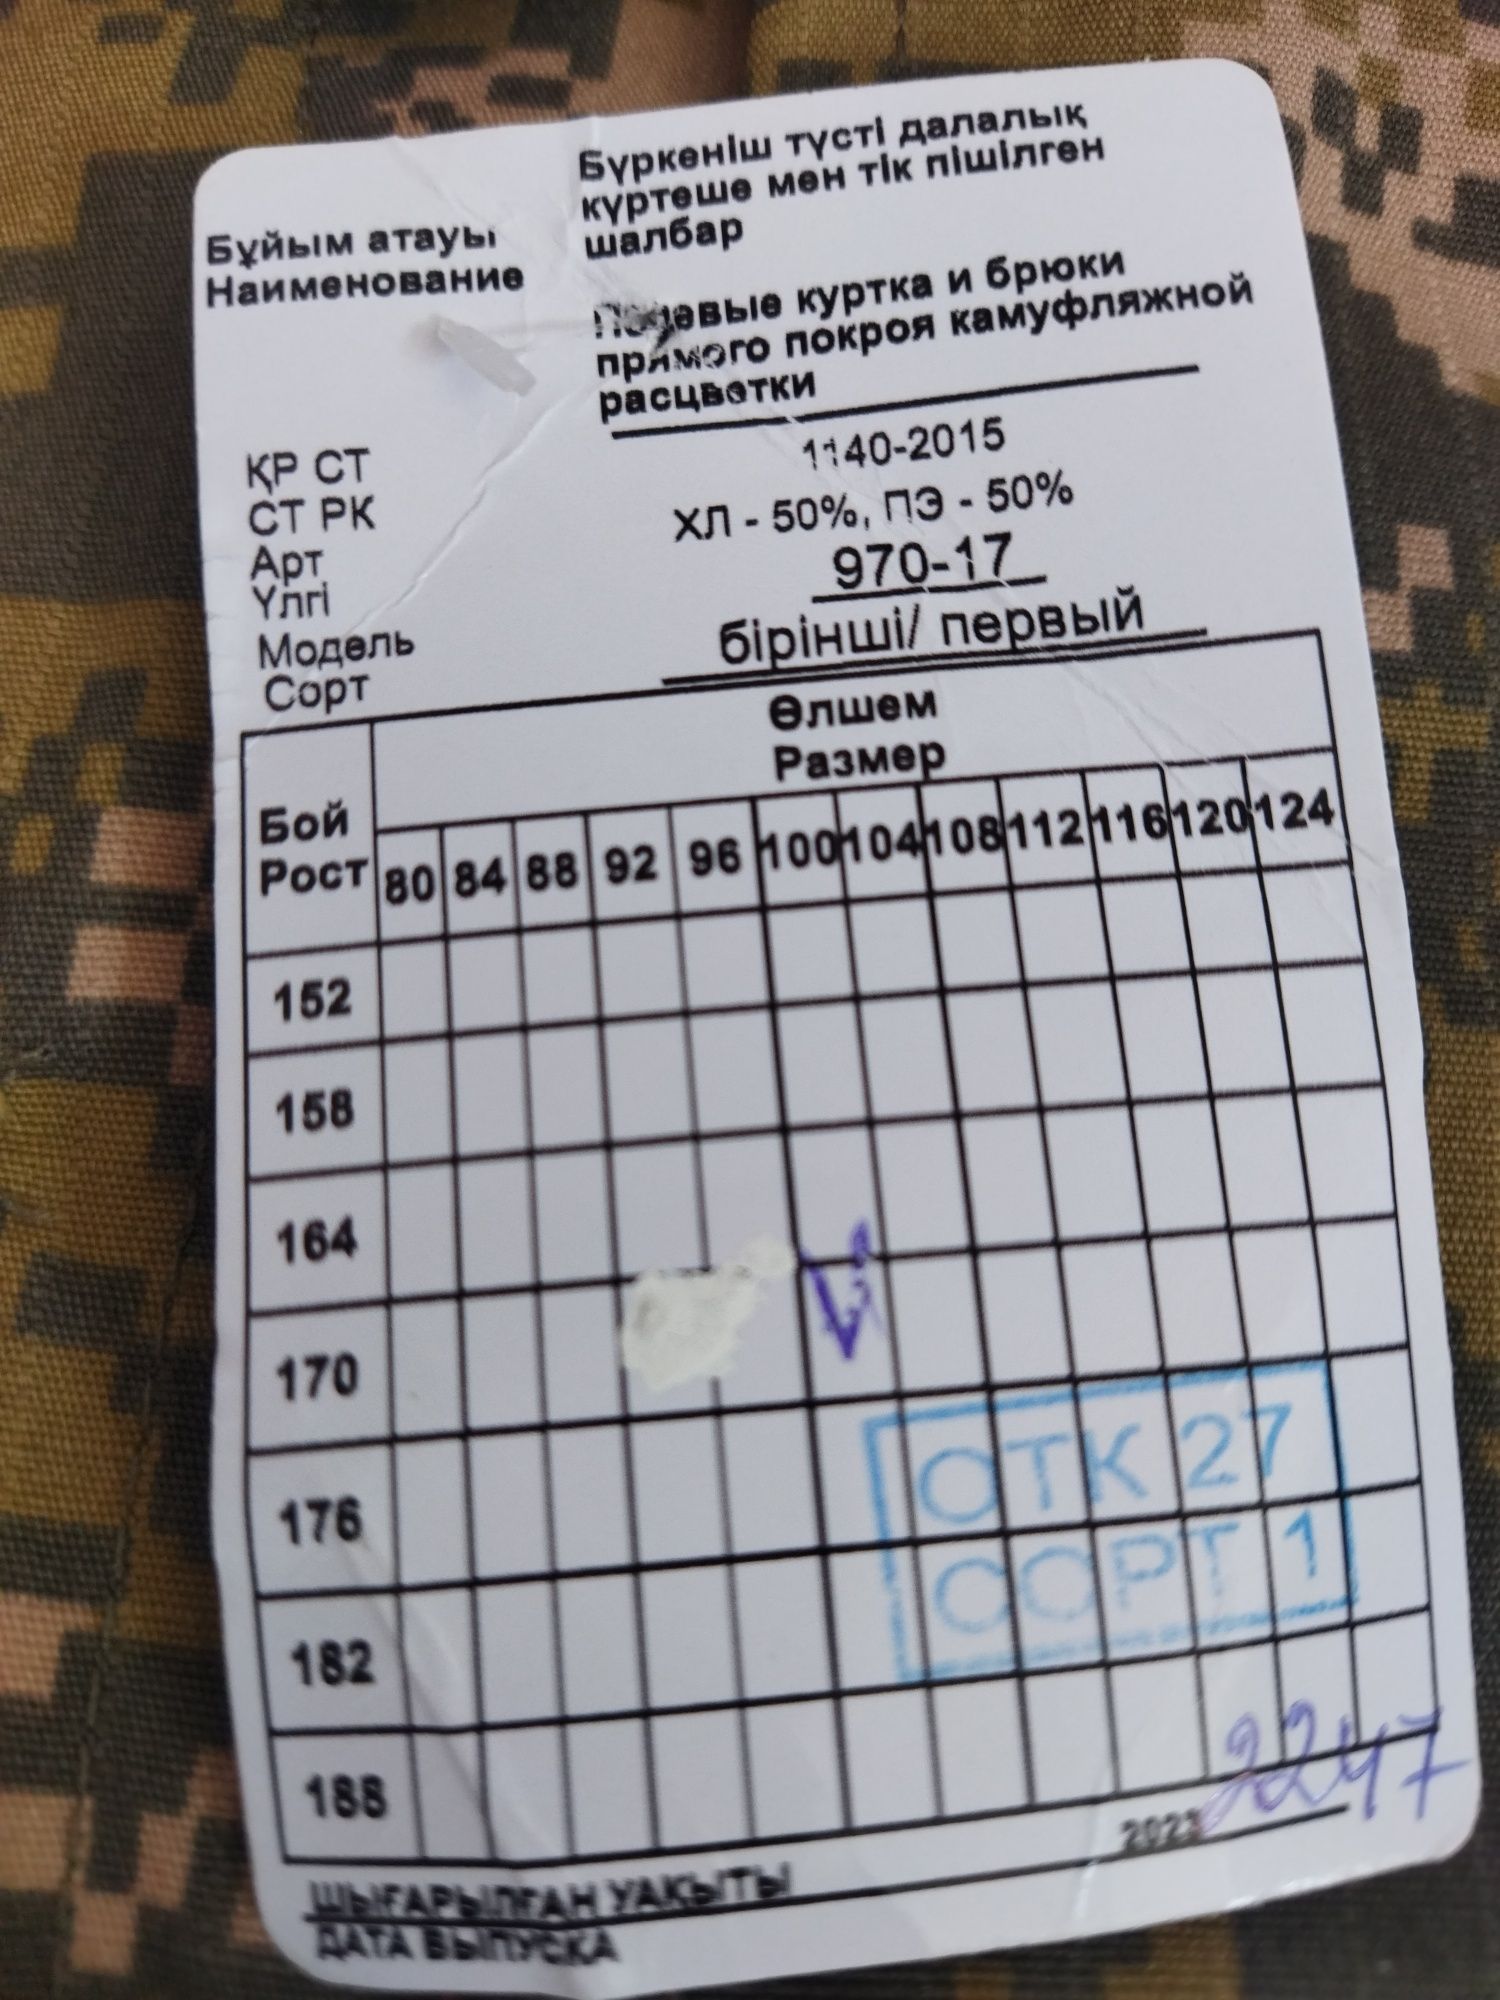 Бұйым атауы
Наименование
Бүркеніш түсті далалық
күртеше мен тік пішілген
шалбар
Полевые куртка и брюки
прямого покроя камуфляжной
расцветки
ҚР СТ
СТ РК
Арт
Үлгі
Модель
Сорт
1140-2015
ХЛ - 50%, ПЭ - 50%
970-17
бірінші/ первый
Бой
Рост
Өлшем
Размер
80 84 88 92 96 100 104 108 112 116 120 124
152
158
164
170
176
182
188
ОТК 27
СОРТ 1
2247
2023
ШЫҒАРЫЛҒАН УАҚЫТЫ
ДАТА ВЫПУСКА